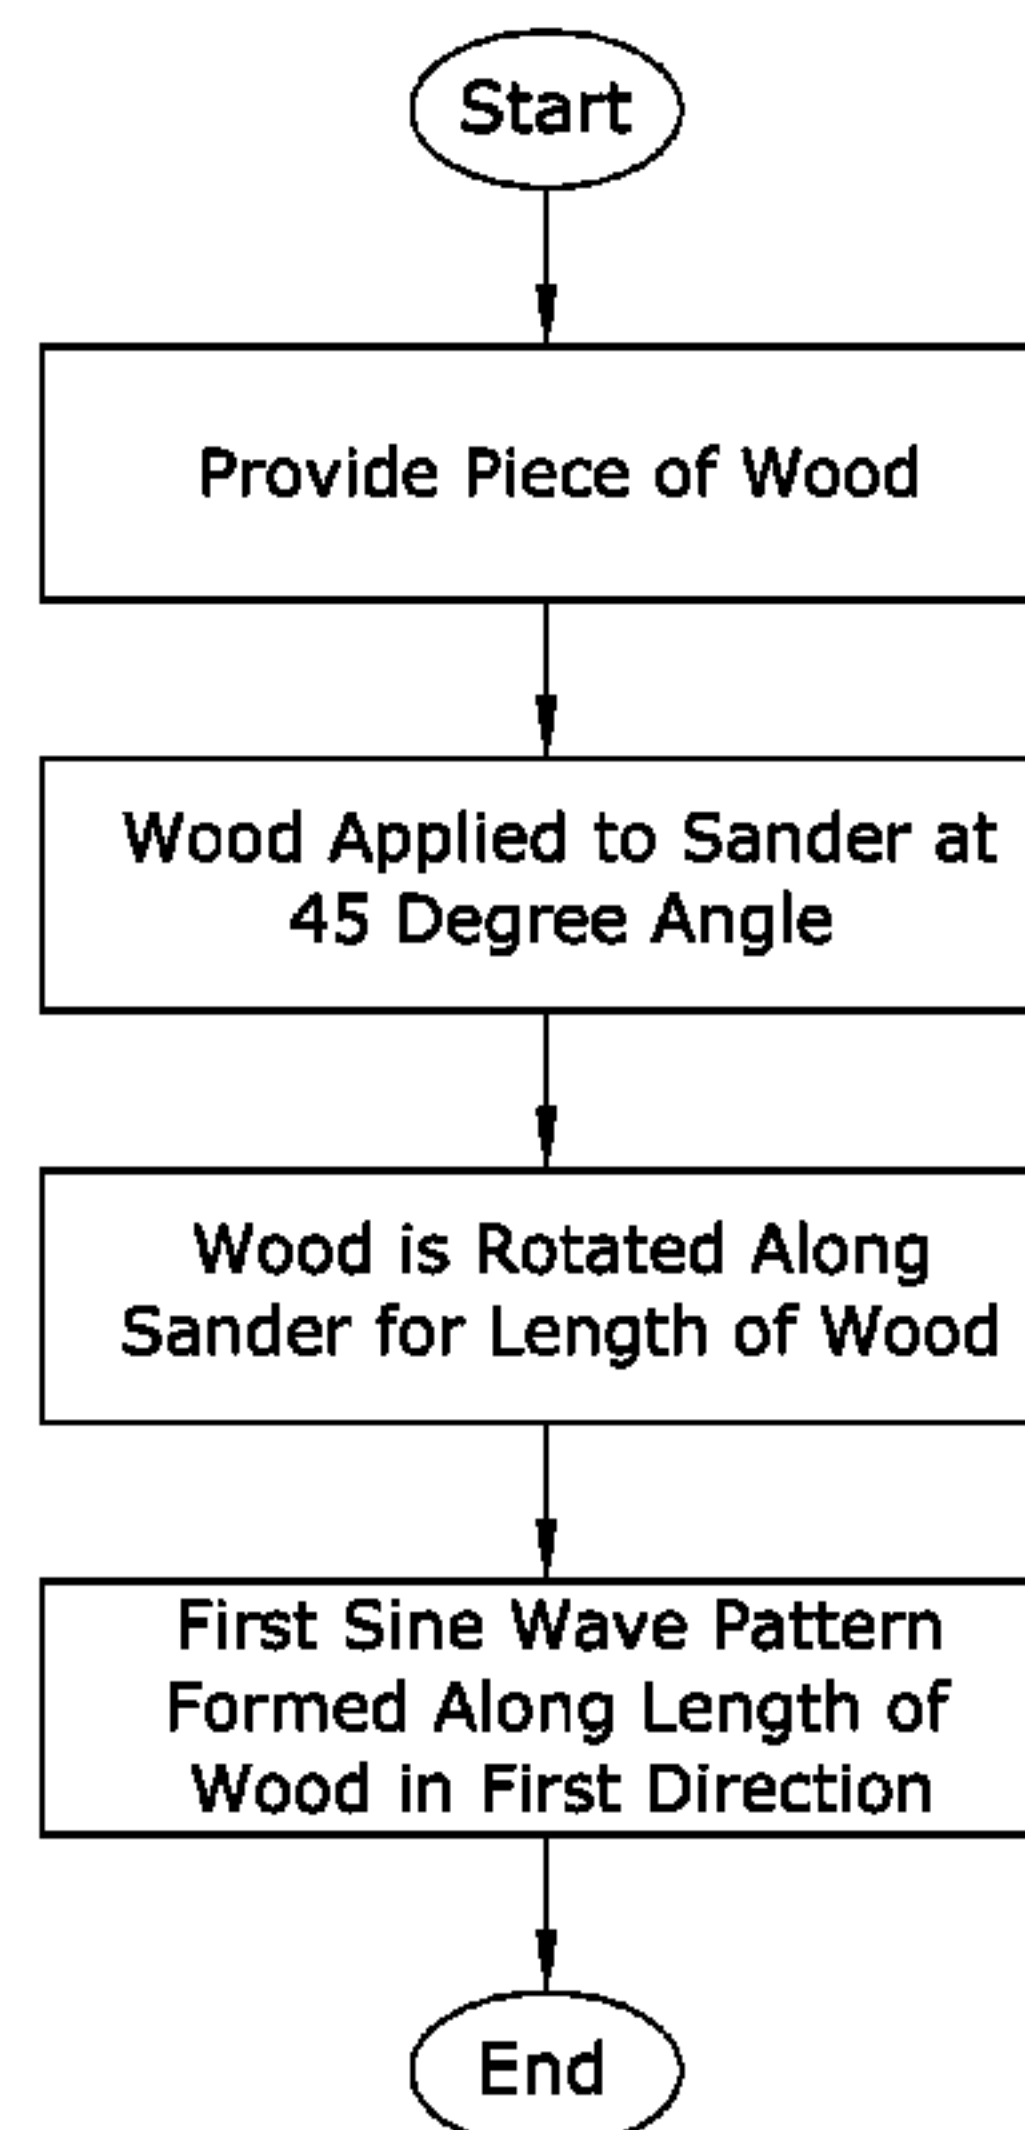 Start
Provide Piece of Wood
Wood Applied to Sander at
45 Degree Angle
Wood is Rotated Along
Sander for Length of Wood
First Sine Wave Pattern
Formed Along Length of
Wood in First Direction
End